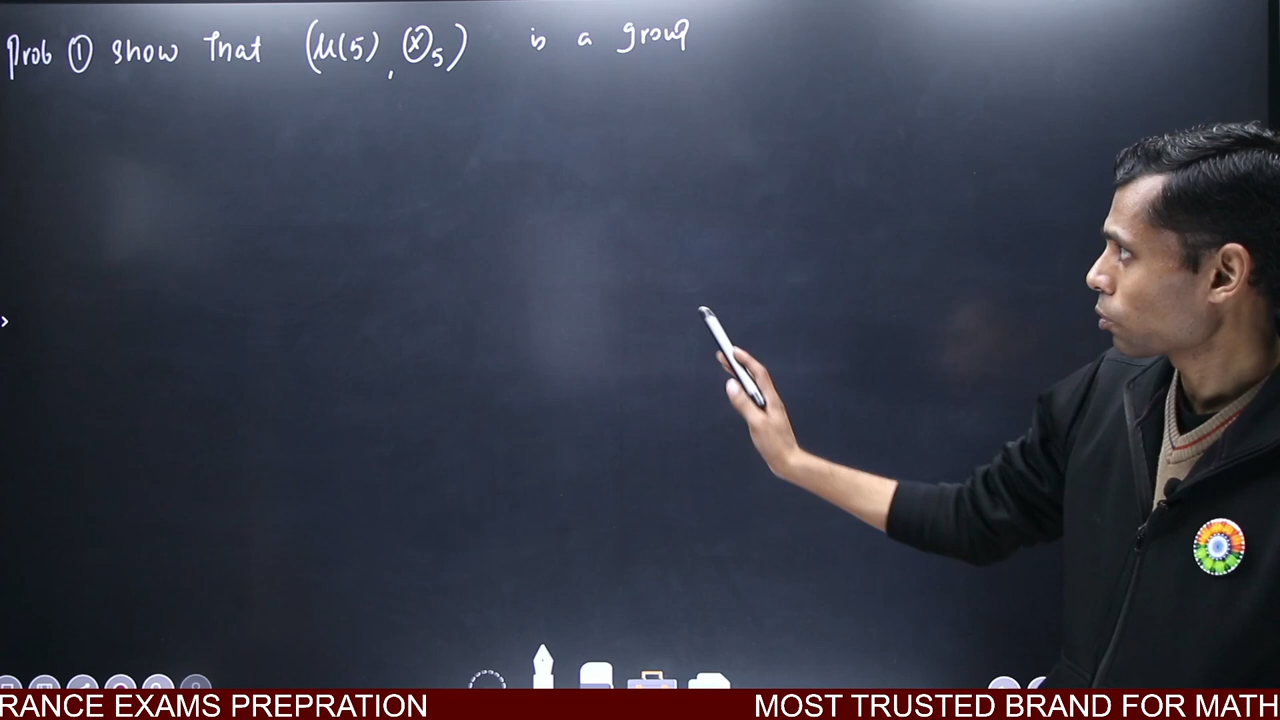 Prob ① show that (U(5), ⊗₅) is a group
RANCE EXAMS PREPRATION
MOST TRUSTED BRAND FOR MATH